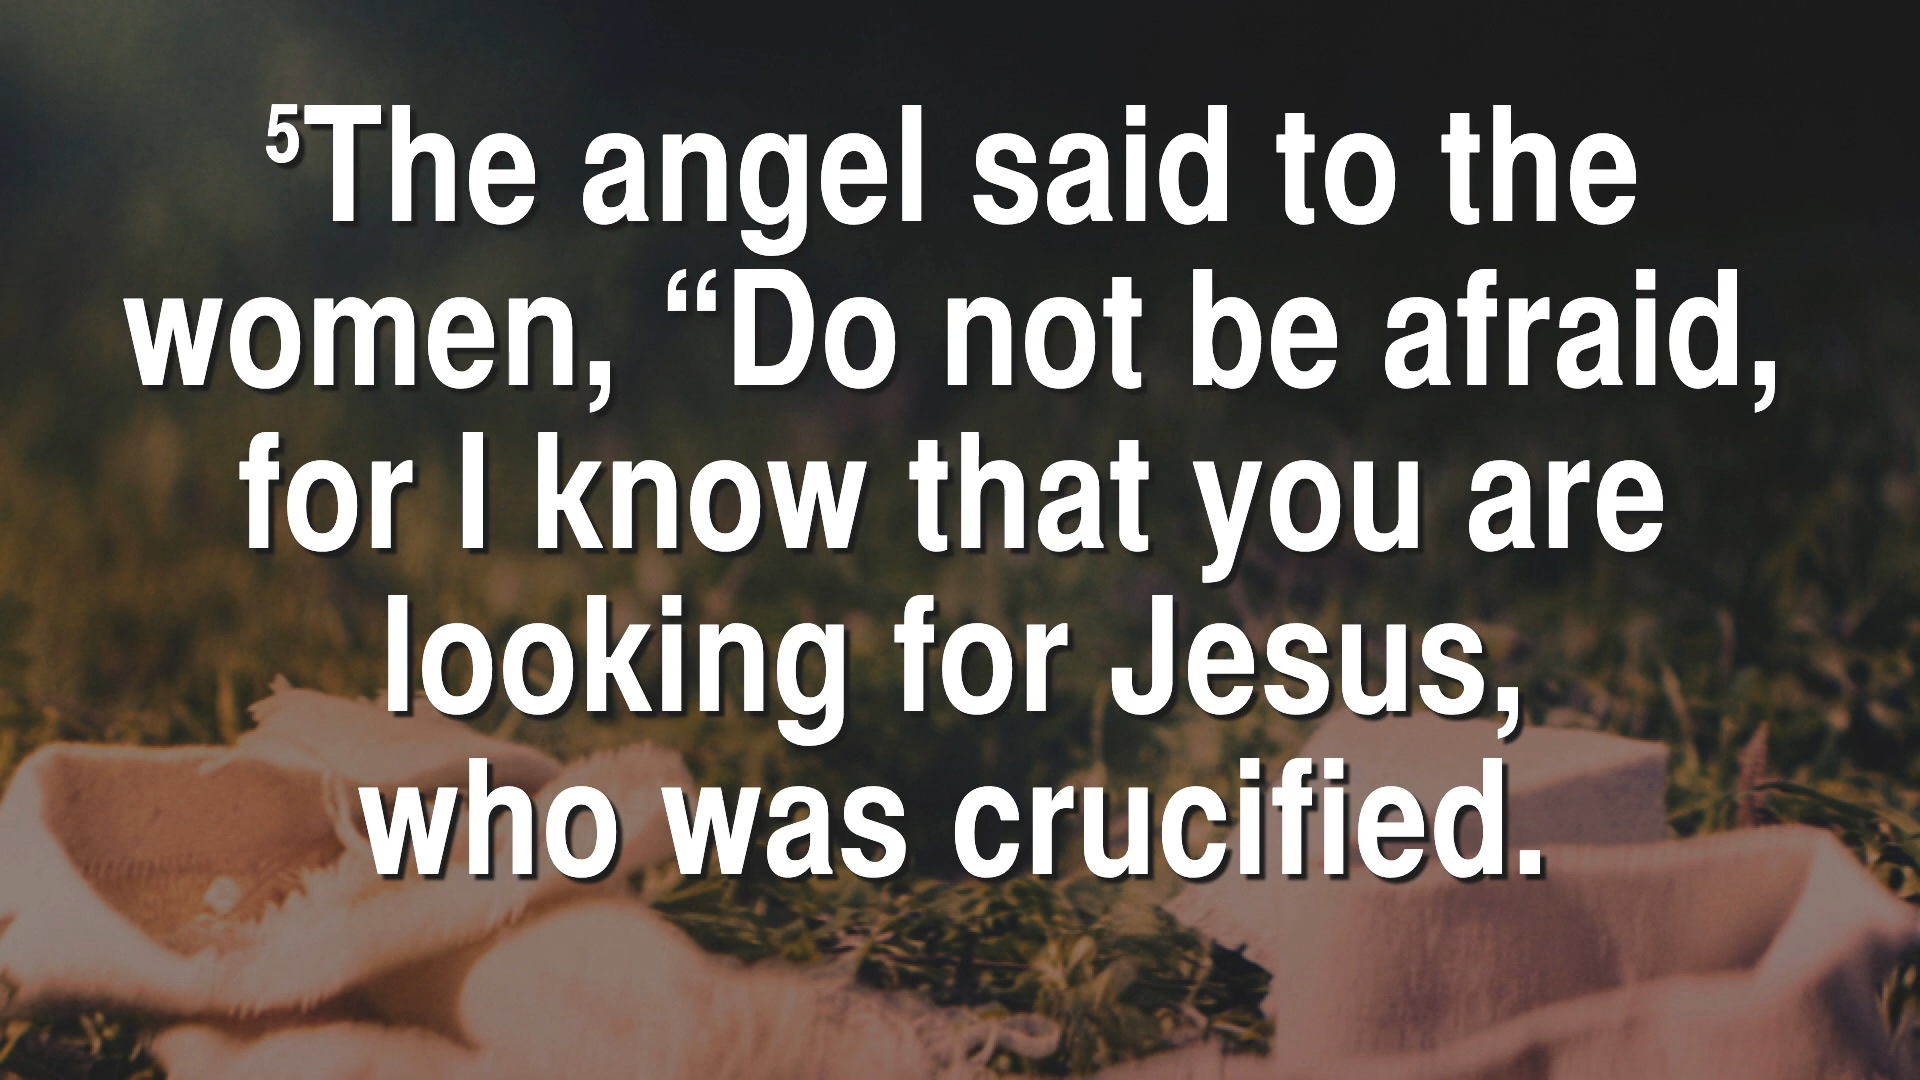 ⁵The angel said to the
women, “Do not be afraid,
for I know that you are
looking for Jesus,
who was crucified.